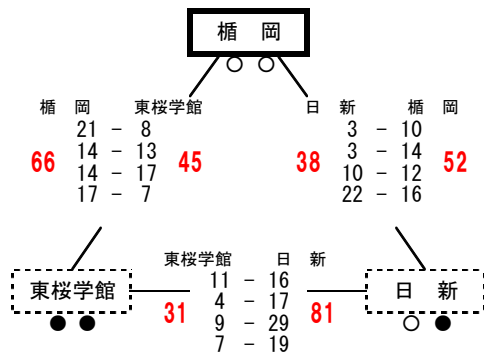 楯 岡
○ ○
楯 岡 東桜学館
21 - 8
14 - 13
14 - 17
17 - 7
66 45
日 新 楯 岡
3 - 10
3 - 14
10 - 12
22 - 16
38 52
東桜学館 日 新
11 - 16
4 - 17
9 - 29
7 - 19
31 81
東桜学館
● ●
日 新
○ ●